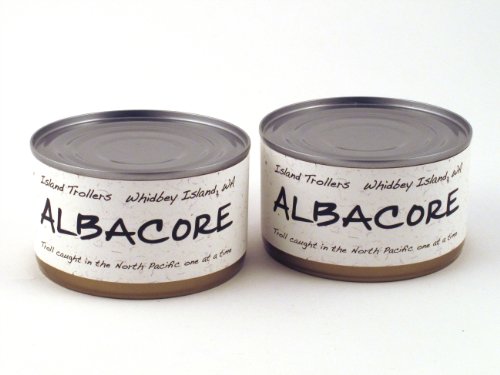 Island Trollers Whidbey Island, WA
ALBACORE
Troll caught in the North Pacific one at a time
Island Trollers Whidbey Island, WA
ALBACORE
Troll caught in the North Pacific one at a time